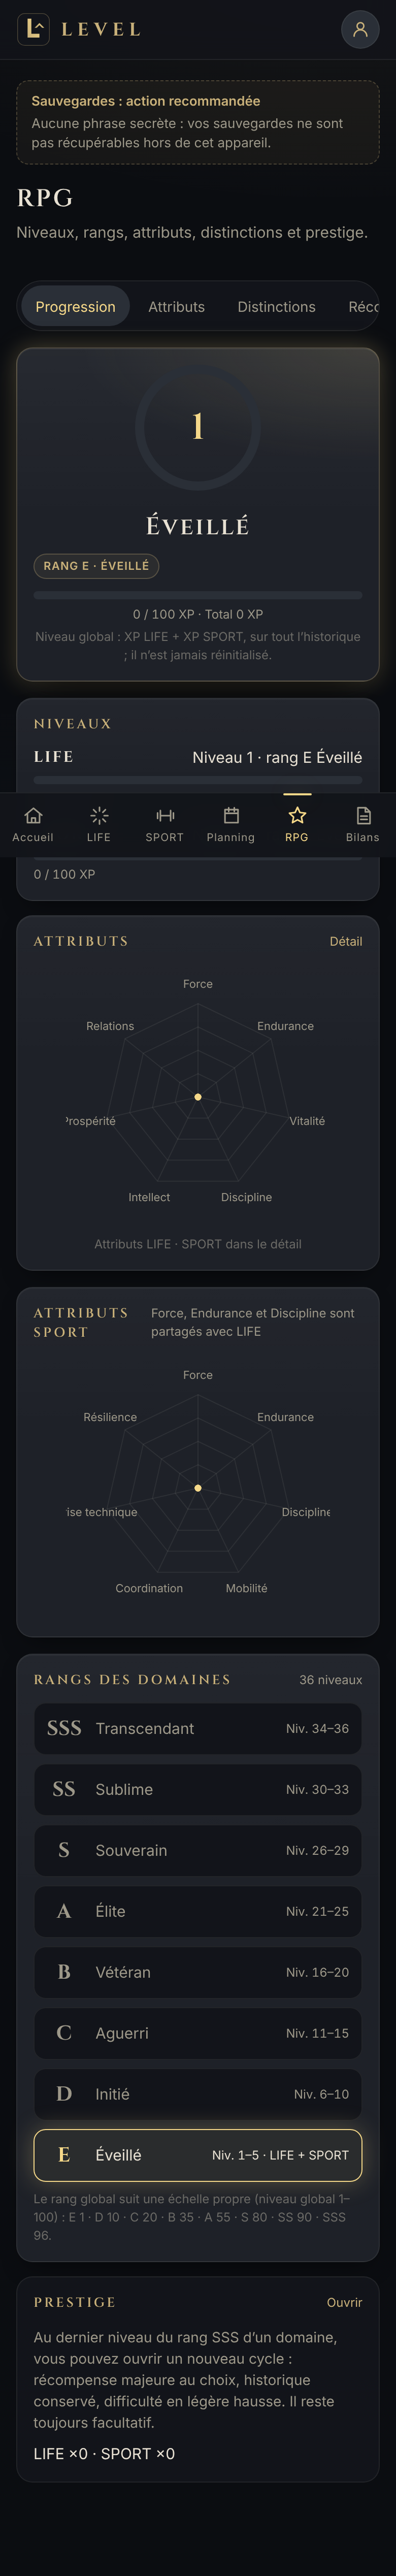 LEVEL
Sauvegardes : action recommandée
Aucune phrase secrète : vos sauvegardes ne sont
pas récupérables hors de cet appareil.
RPG
Niveaux, rangs, attributs, distinctions et prestige.
Progression Attributs Distinctions Réco
1
ÉVEILLÉ
RANG E · ÉVEILLÉ
0 / 100 XP · Total 0 XP
Niveau global : XP LIFE + XP SPORT, sur tout l’historique
; il n’est jamais réinitialisé.
NIVEAUX
LIFE Niveau 1 · rang E Éveillé
Accueil LIFE SPORT Planning RPG Bilans
0 / 100 XP
ATTRIBUTS Détail
Force
Relations Endurance
Prospérité Vitalité
Intellect Discipline
Attributs LIFE · SPORT dans le détail
ATTRIBUTS
SPORT
Force, Endurance et Discipline sont
partagés avec LIFE
Force
Résilience Endurance
ise technique Discipline
Coordination Mobilité
RANGS DES DOMAINES 36 niveaux
SSS Transcendant Niv. 34–36
SS Sublime Niv. 30–33
S Souverain Niv. 26–29
A Élite Niv. 21–25
B Vétéran Niv. 16–20
C Aguerri Niv. 11–15
D Initié Niv. 6–10
E Éveillé Niv. 1–5 · LIFE + SPORT
Le rang global suit une échelle propre (niveau global 1–
100) : E 1 · D 10 · C 20 · B 35 · A 55 · S 80 · SS 90 · SSS
96.
PRESTIGE Ouvrir
Au dernier niveau du rang SSS d’un domaine,
vous pouvez ouvrir un nouveau cycle :
récompense majeure au choix, historique
conservé, difficulté en légère hausse. Il reste
toujours facultatif.
LIFE ×0 · SPORT ×0